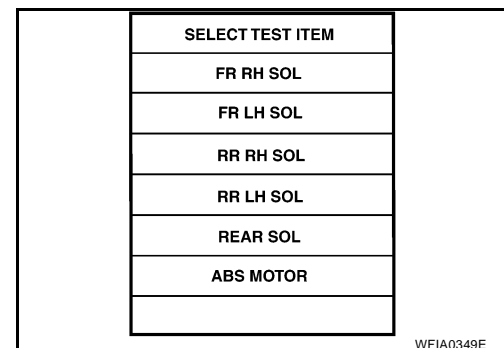 SELECT TEST ITEM
FR RH SOL
FR LH SOL
RR RH SOL
RR LH SOL
REAR SOL
ABS MOTOR
WFIA0349E